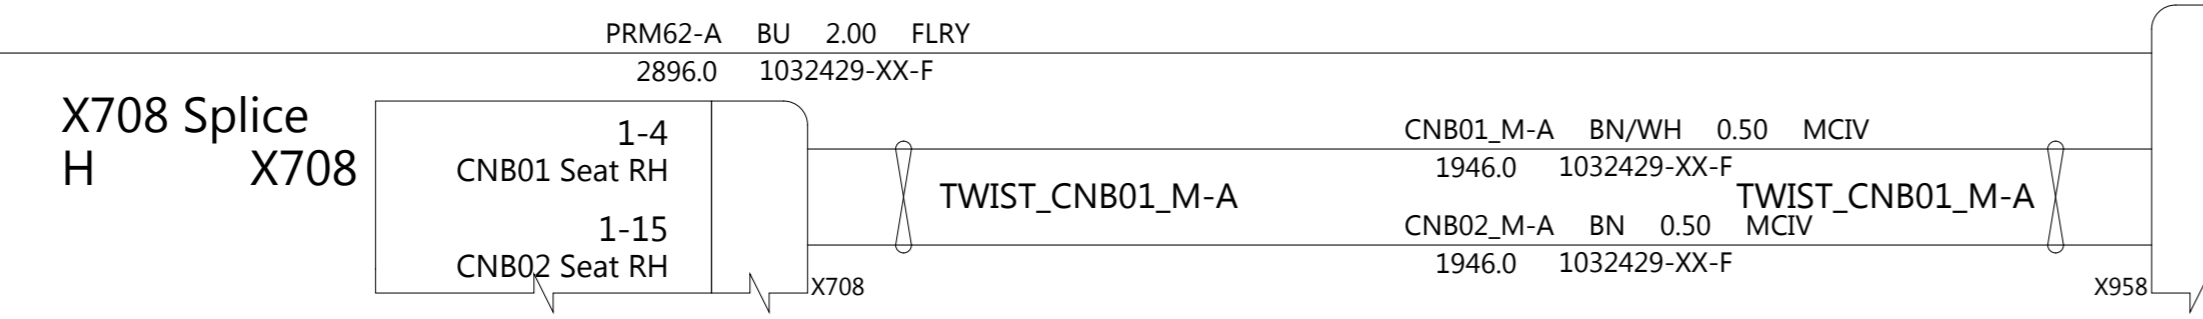 PRM62-A BU 2.00 FLRY
2896.0 1032429-XX-F
X708 Splice
H X708
1-4
CNB01 Seat RH
1-15
CNB02 Seat RH
X708
TWIST_CNB01_M-A
CNB01_M-A BN/WH 0.50 MCIV
1946.0 1032429-XX-F
TWIST_CNB01_M-A
CNB02_M-A BN 0.50 MCIV
1946.0 1032429-XX-F
X958